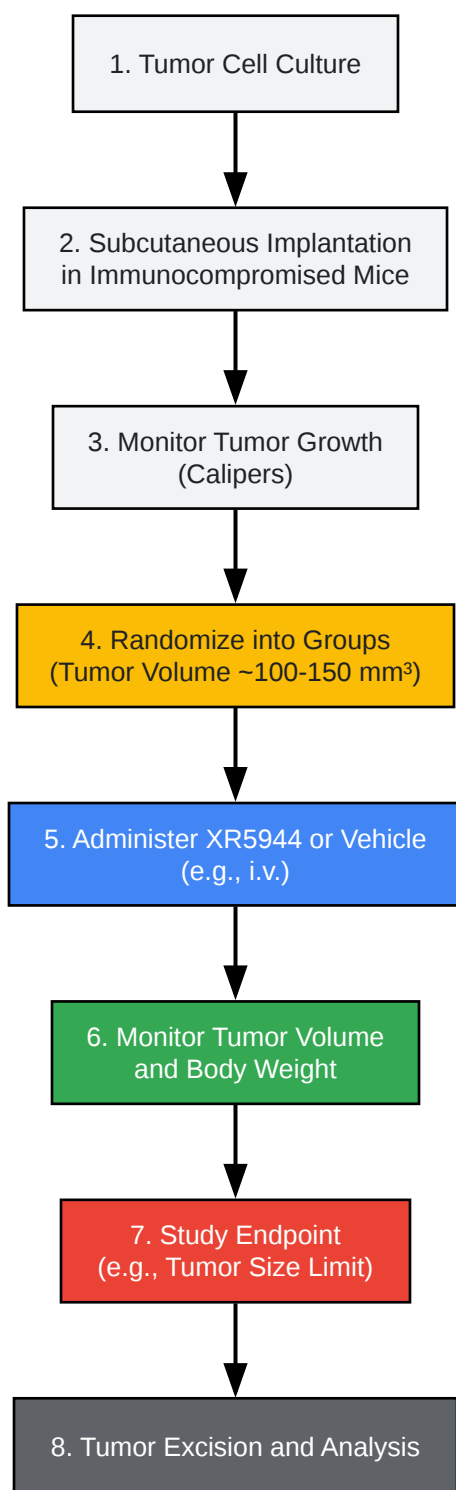 1. Tumor Cell Culture
2. Subcutaneous Implantation
in Immunocompromised Mice
3. Monitor Tumor Growth
(Calipers)
4. Randomize into Groups
(Tumor Volume ~100-150 mm³)
5. Administer XR5944 or Vehicle
(e.g., i.v.)
6. Monitor Tumor Volume
and Body Weight
7. Study Endpoint
(e.g., Tumor Size Limit)
8. Tumor Excision and Analysis